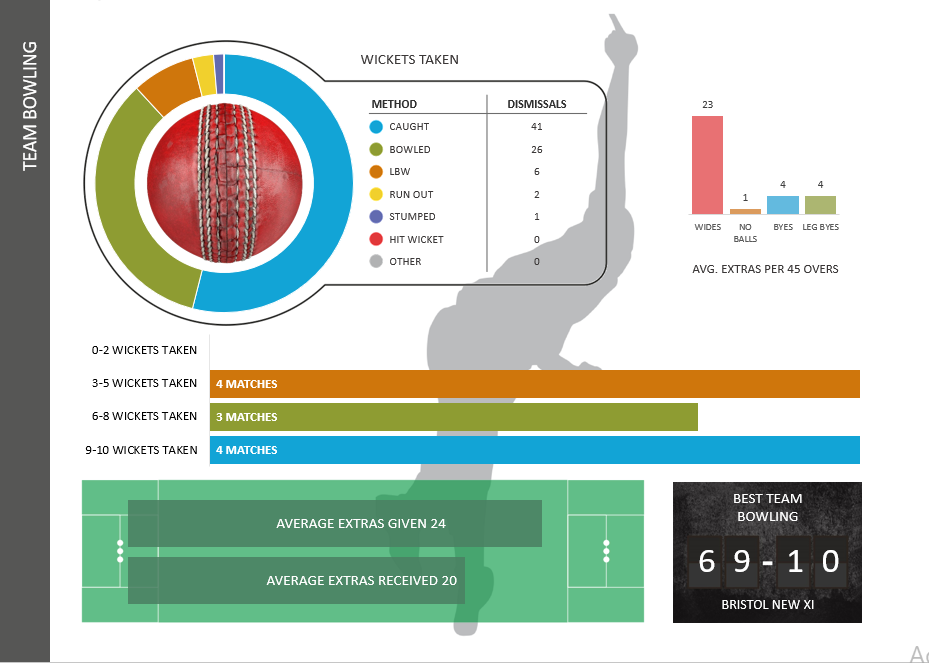 TEAM BOWLING
WICKETS TAKEN
METHOD DISMISSALS
CAUGHT 41
BOWLED 26
LBW 6
RUN OUT 2
STUMPED 1
HIT WICKET 0
OTHER 0
23
1
4
4
WIDES
NO
BALLS
BYES
LEG BYES
AVG. EXTRAS PER 45 OVERS
0-2 WICKETS TAKEN
3-5 WICKETS TAKEN 4 MATCHES
6-8 WICKETS TAKEN 3 MATCHES
9-10 WICKETS TAKEN 4 MATCHES
AVERAGE EXTRAS GIVEN 24
AVERAGE EXTRAS RECEIVED 20
BEST TEAM
BOWLING
69-10
BRISTOL NEW XI